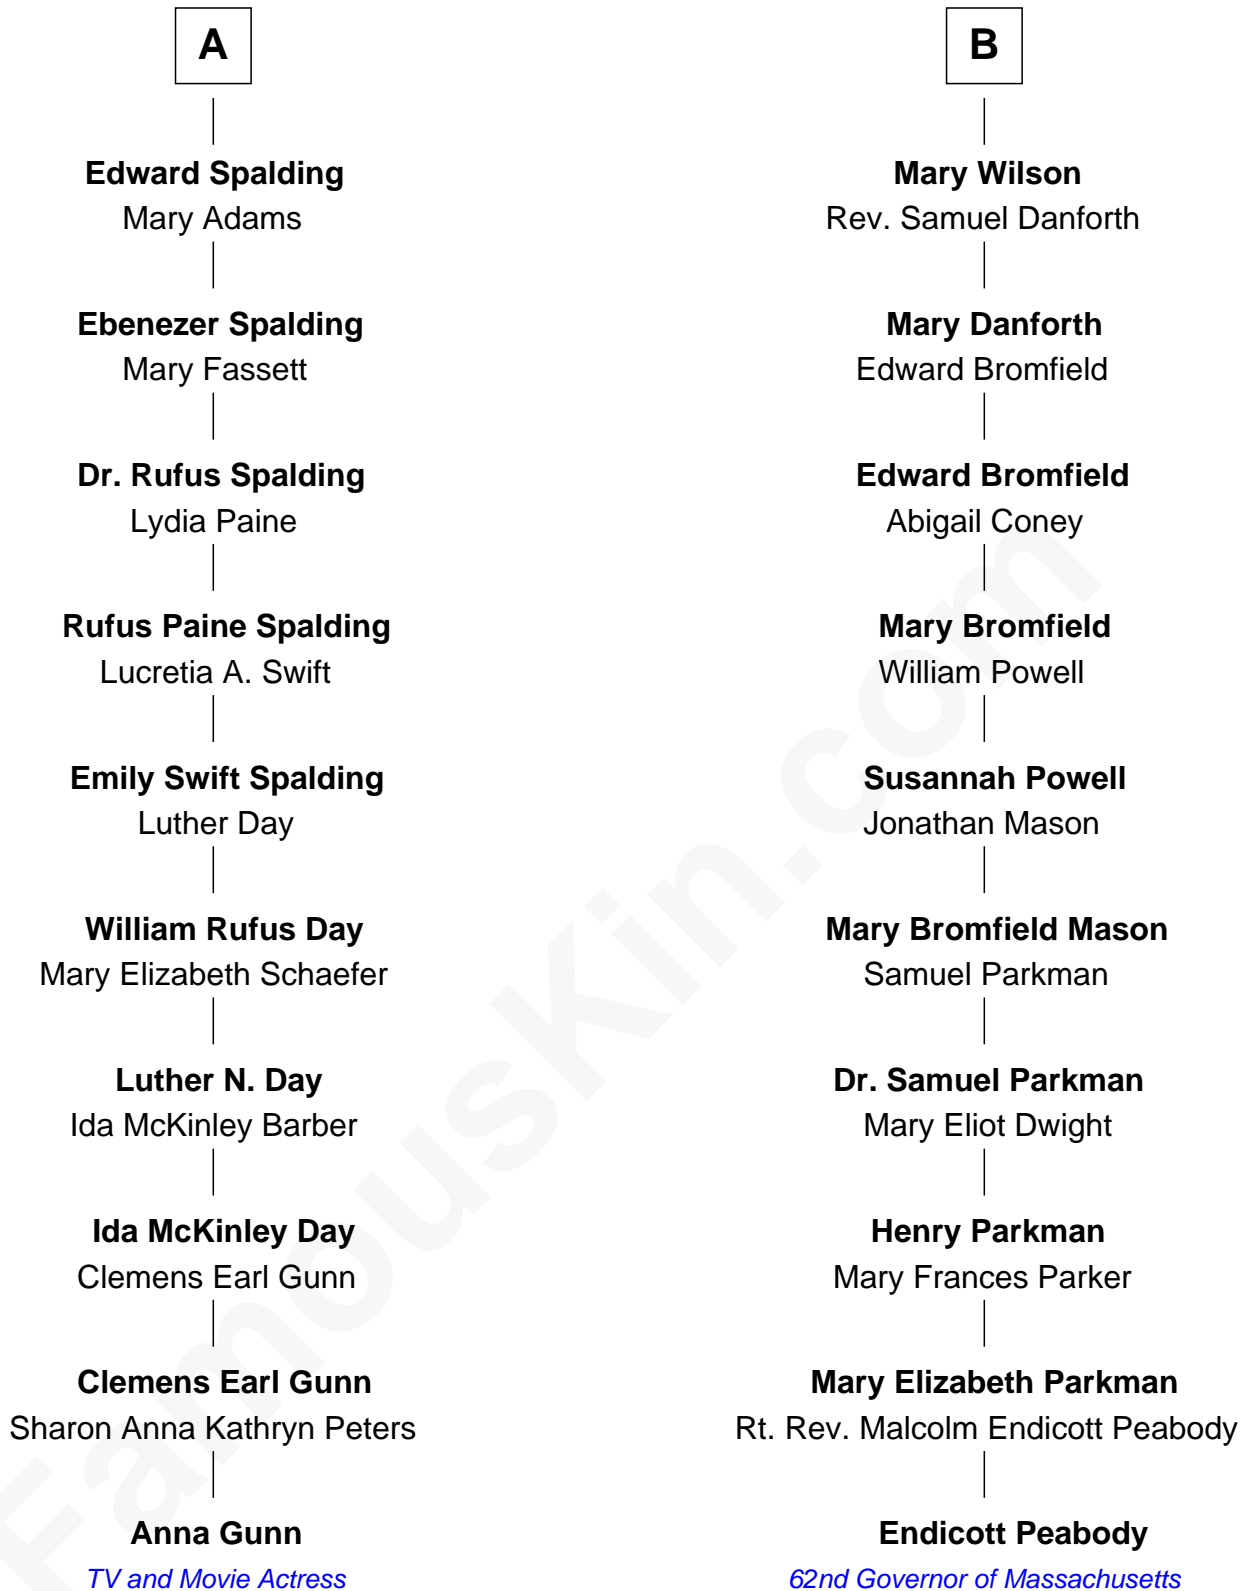 A
Edward Spalding
Mary Adams
Ebenezer Spalding
Mary Fassett
Dr. Rufus Spalding
Lydia Paine
Rufus Paine Spalding
Lucretia A. Swift
Emily Swift Spalding
Luther Day
William Rufus Day
Mary Elizabeth Schaefer
Luther N. Day
Ida McKinley Barber
Ida McKinley Day
Clemens Earl Gunn
Clemens Earl Gunn
Sharon Anna Kathryn Peters
Anna Gunn
TV and Movie Actress
B
Mary Wilson
Rev. Samuel Danforth
Mary Danforth
Edward Bromfield
Edward Bromfield
Abigail Coney
Mary Bromfield
William Powell
Susannah Powell
Jonathan Mason
Mary Bromfield Mason
Samuel Parkman
Dr. Samuel Parkman
Mary Eliot Dwight
Henry Parkman
Mary Frances Parker
Mary Elizabeth Parkman
Rt. Rev. Malcolm Endicott Peabody
Endicott Peabody
62nd Governor of Massachusetts
FamousKin.com